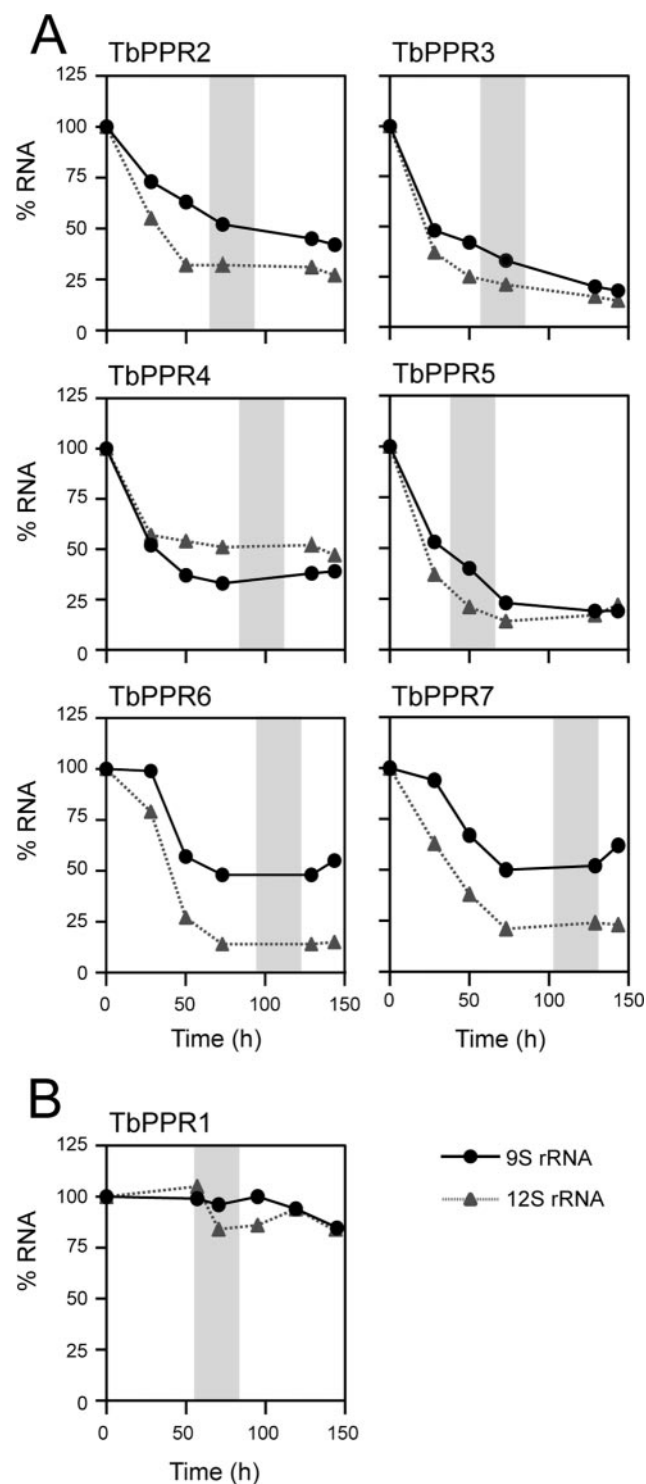 A
TbPPR2
TbPPR3
125
100
75
50
25
0
% RNA
TbPPR4
TbPPR5
125
100
75
50
25
0
% RNA
TbPPR6
TbPPR7
125
100
75
50
25
0
% RNA
0 50 100 150
0 50 100 150
Time (h)
Time (h)
B
TbPPR1
125
100
75
50
25
0
% RNA
0 50 100 150
Time (h)
9S rRNA
12S rRNA